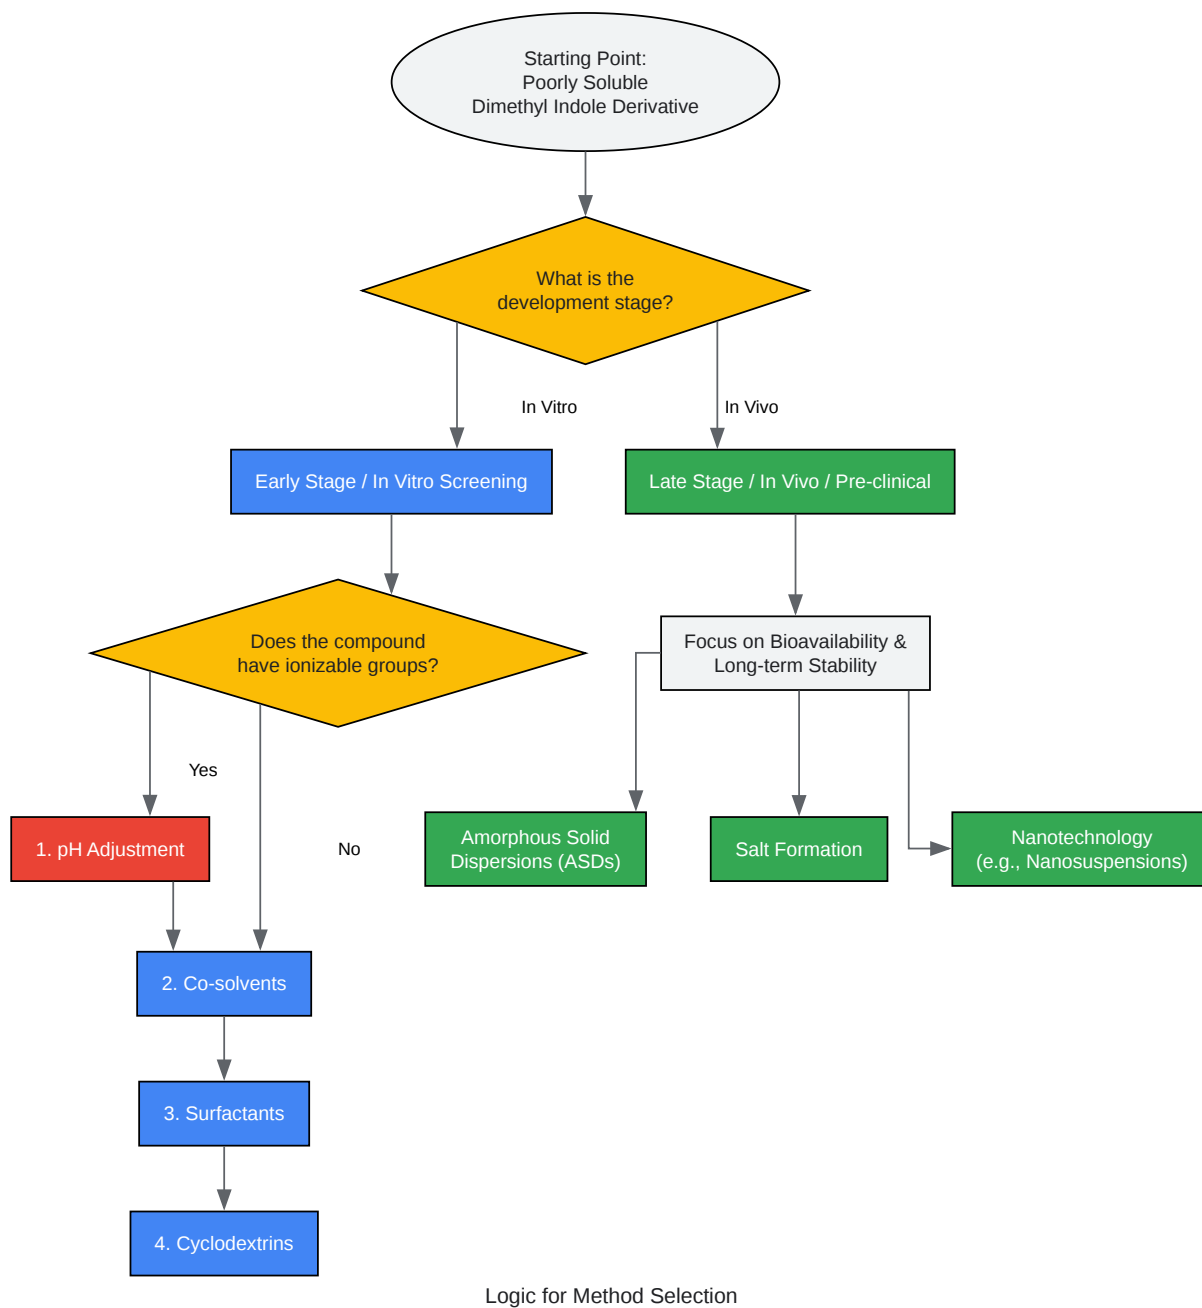 Starting Point:
Poorly Soluble
Dimethyl Indole Derivative
What is the
development stage?
In Vitro
In Vivo
Early Stage / In Vitro Screening
Late Stage / In Vivo / Pre-clinical
Does the compound
have ionizable groups?
Focus on Bioavailability &
Long-term Stability
Yes
No
1. pH Adjustment
Amorphous Solid
Dispersions (ASDs)
Salt Formation
Nanotechnology
(e.g., Nanosuspensions)
2. Co-solvents
3. Surfactants
4. Cyclodextrins
Logic for Method Selection